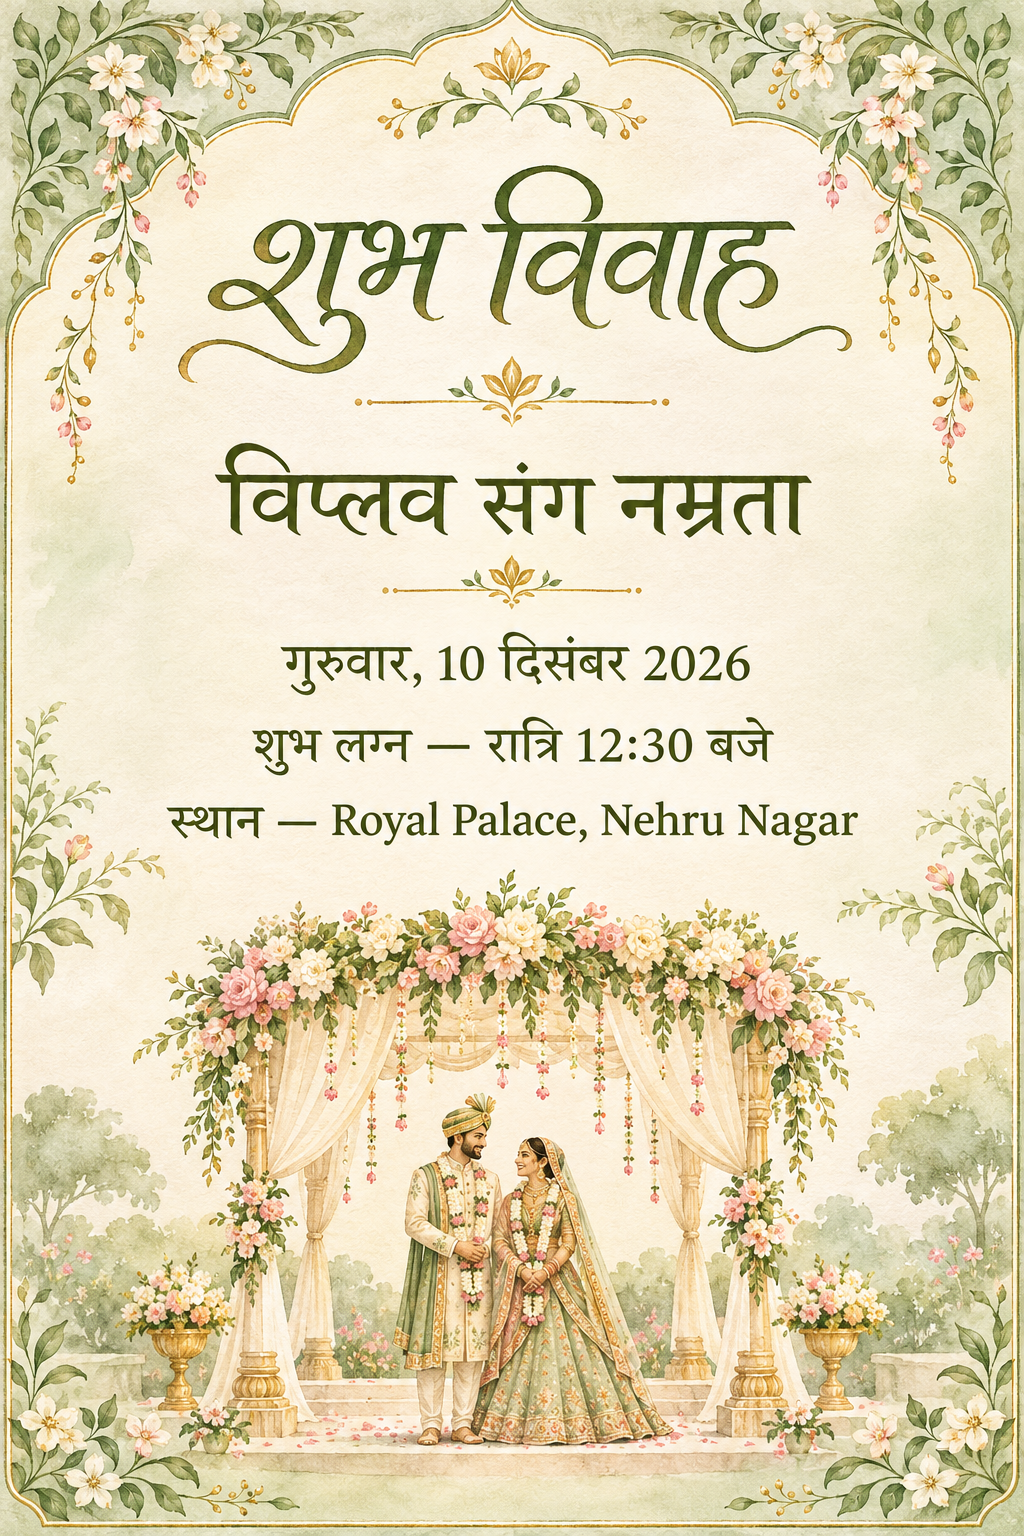 शुभ विवाह
विप्लव संग नम्रता
गुरुवार, 10 दिसंबर 2026
शुभ लग्न — रात्रि 12:30 बजे
स्थान — Royal Palace, Nehru Nagar